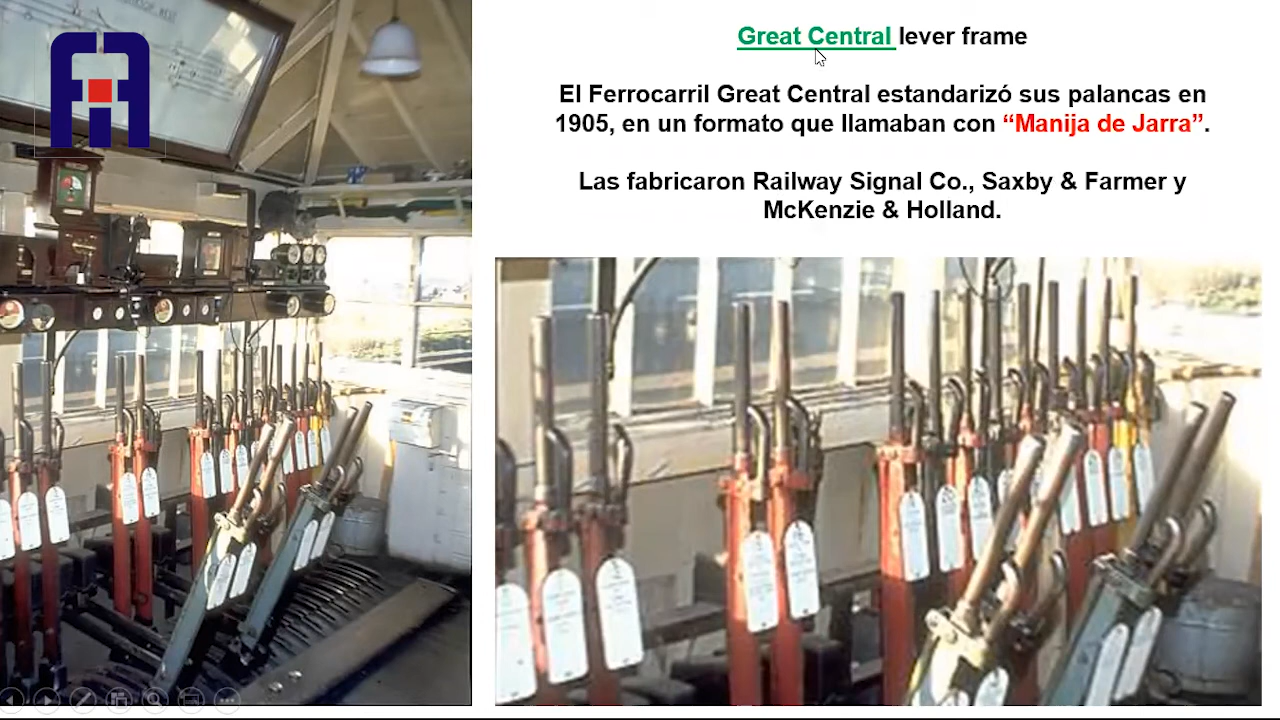 Great Central lever frame
El Ferrocarril Great Central estandarizó sus palancas en
1905, en un formato que llamaban con “Manija de Jarra”.
Las fabricaron Railway Signal Co., Saxby & Farmer y
McKenzie & Holland.